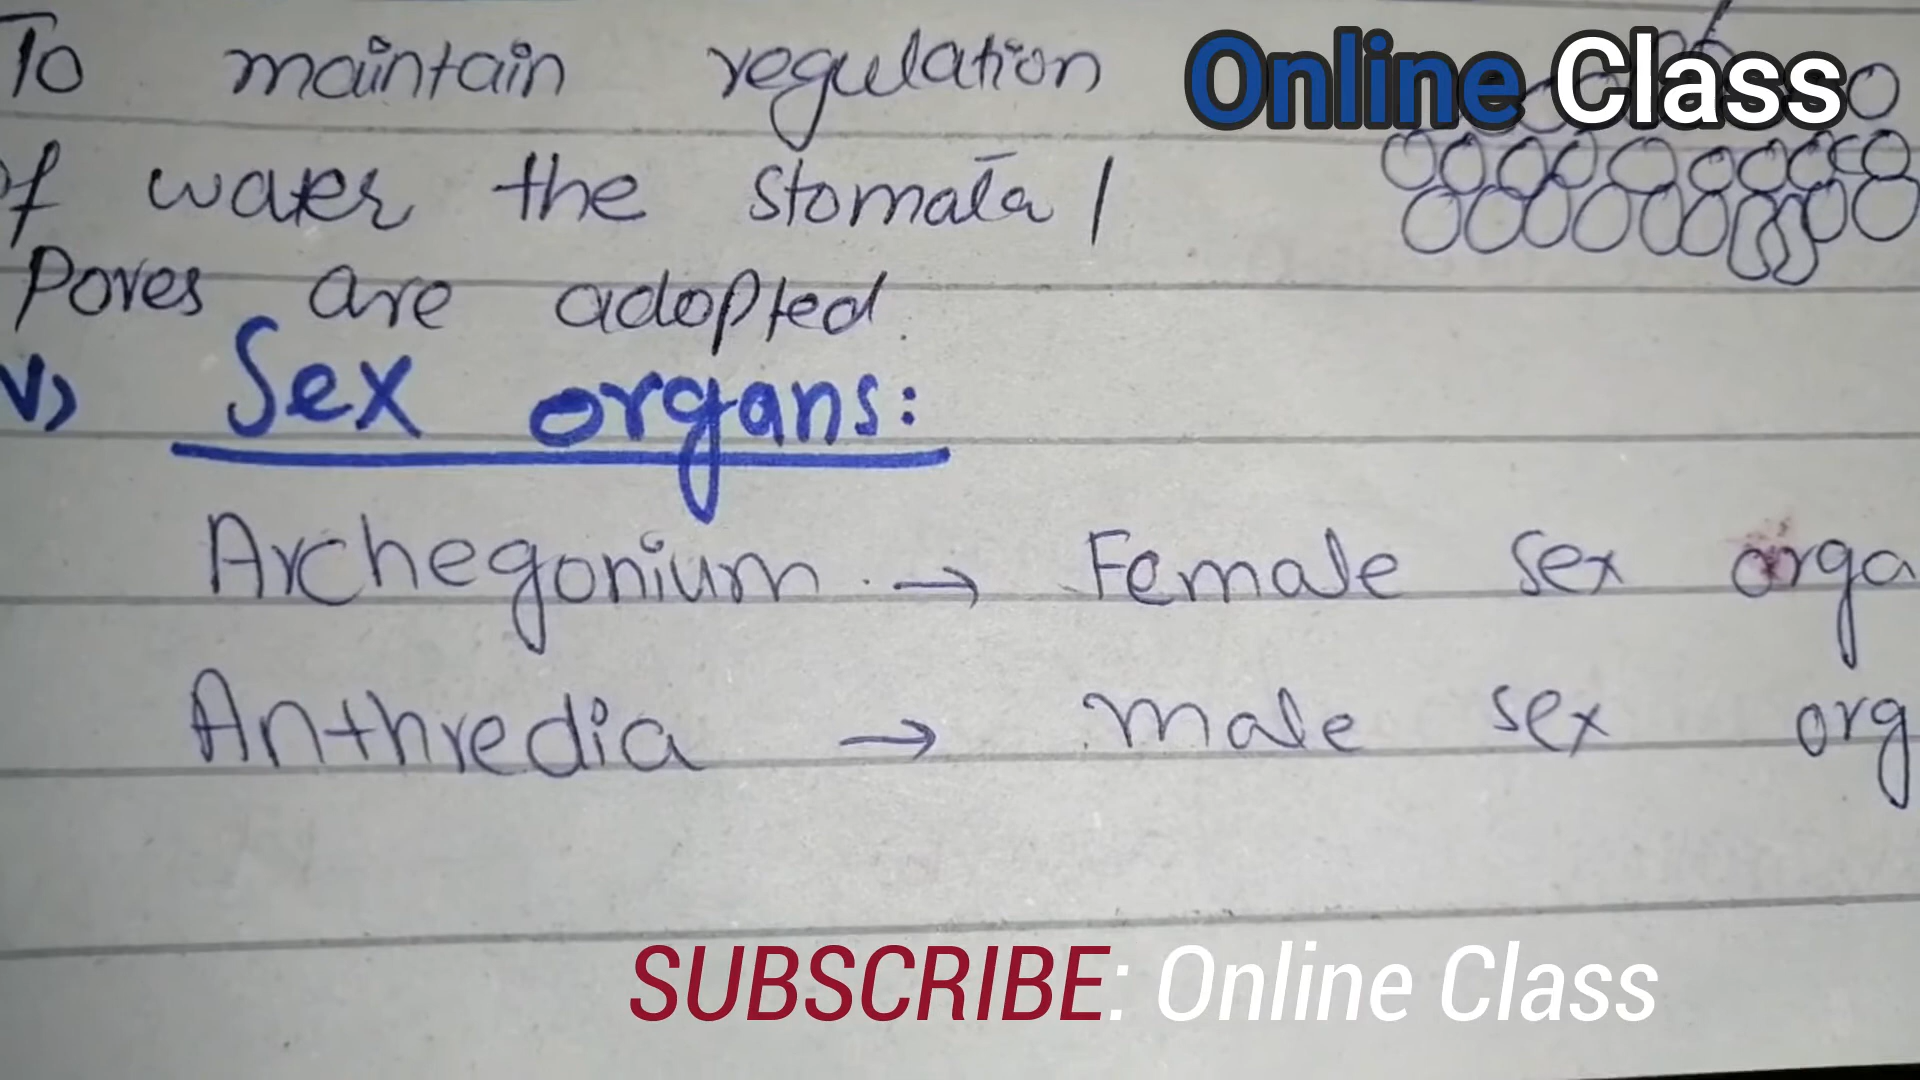 To maintain regulation
of water the stomata /
Pores are adopted.
V) Sex organs:
Archegonium → Female sex orga
Anthredia → male sex org
Online Class
SUBSCRIBE: Online Class